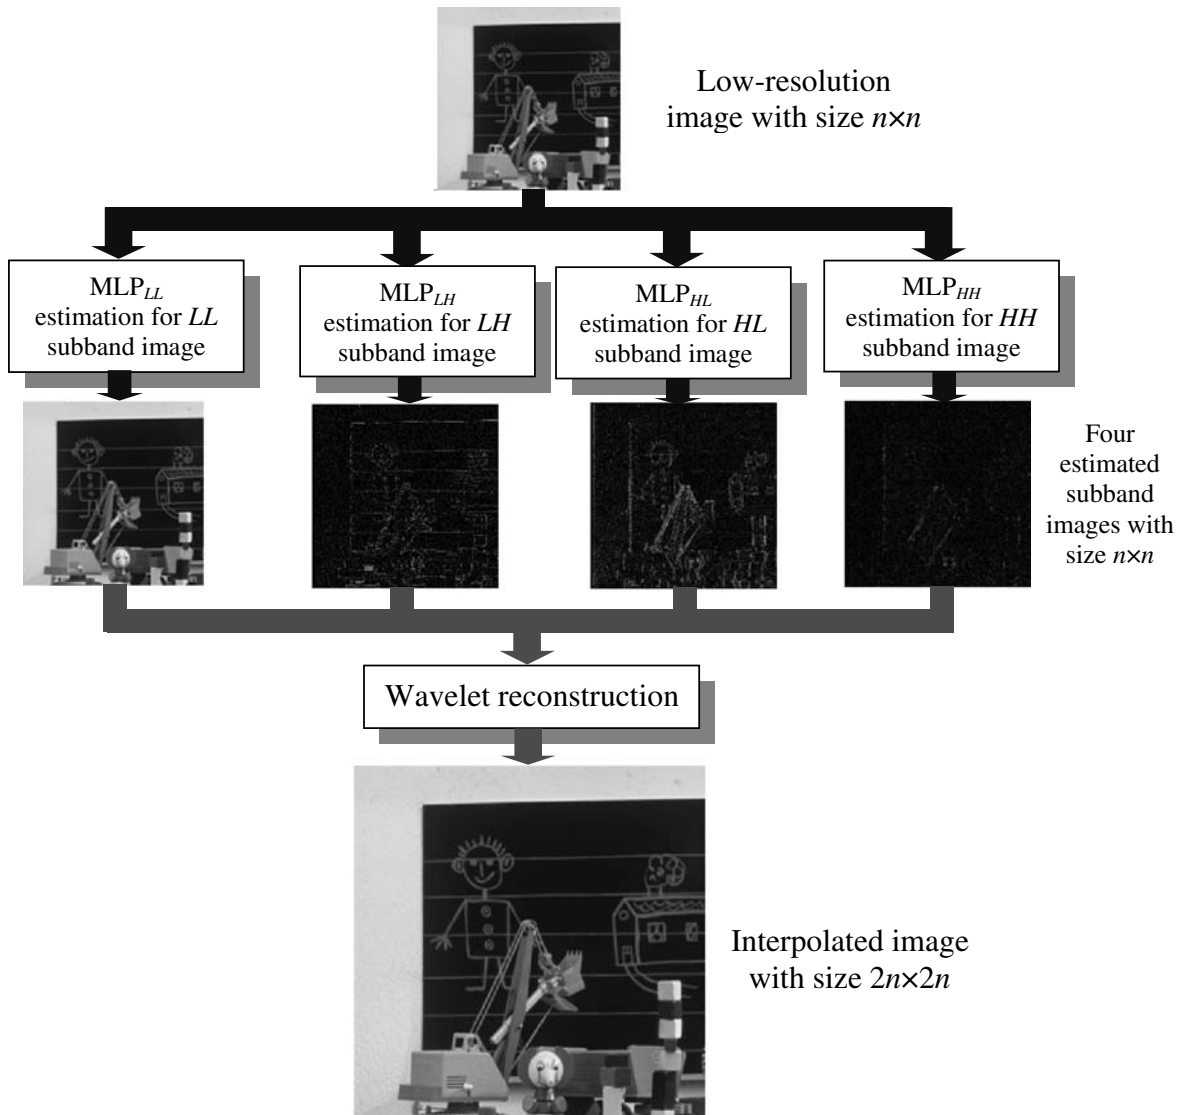 Low-resolution
image with size n×n
MLP_LL
estimation for LL
subband image
MLP_LH
estimation for LH
subband image
MLP_HL
estimation for HL
subband image
MLP_HH
estimation for HH
subband image
Four
estimated
subband
images with
size n×n
Wavelet reconstruction
Interpolated image
with size 2n×2n